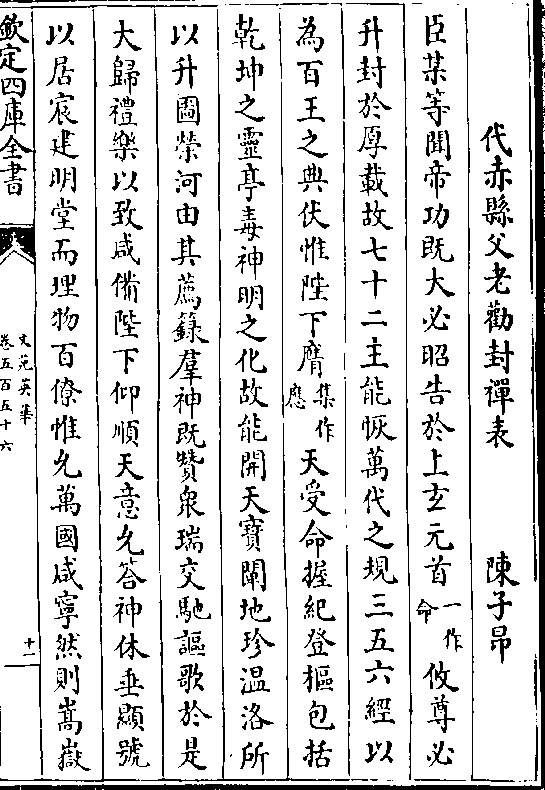 代赤縣父老勸封禪表　陳子昂
臣某等聞帝功既大必昭告於上玄元首一作命攸尊必
升封於厚載故七十二主能恢萬代之規三五六經以
為百王之典伏惟陛下膺集作應天受命握紀登樞包括
乾坤之靈亭毒神明之化故能開天寶闡地珍溫洛所
以升圖榮河由其薦籙羣神既贊衆瑞交馳謳歌於是
大歸禮樂以致咸備陛下仰順天意允答神休垂顯號
以居宸建明堂而理物百僚惟允萬國咸寧然則嵩嶽
欽定四庫全書
文苑英華
卷五百五十六
十一